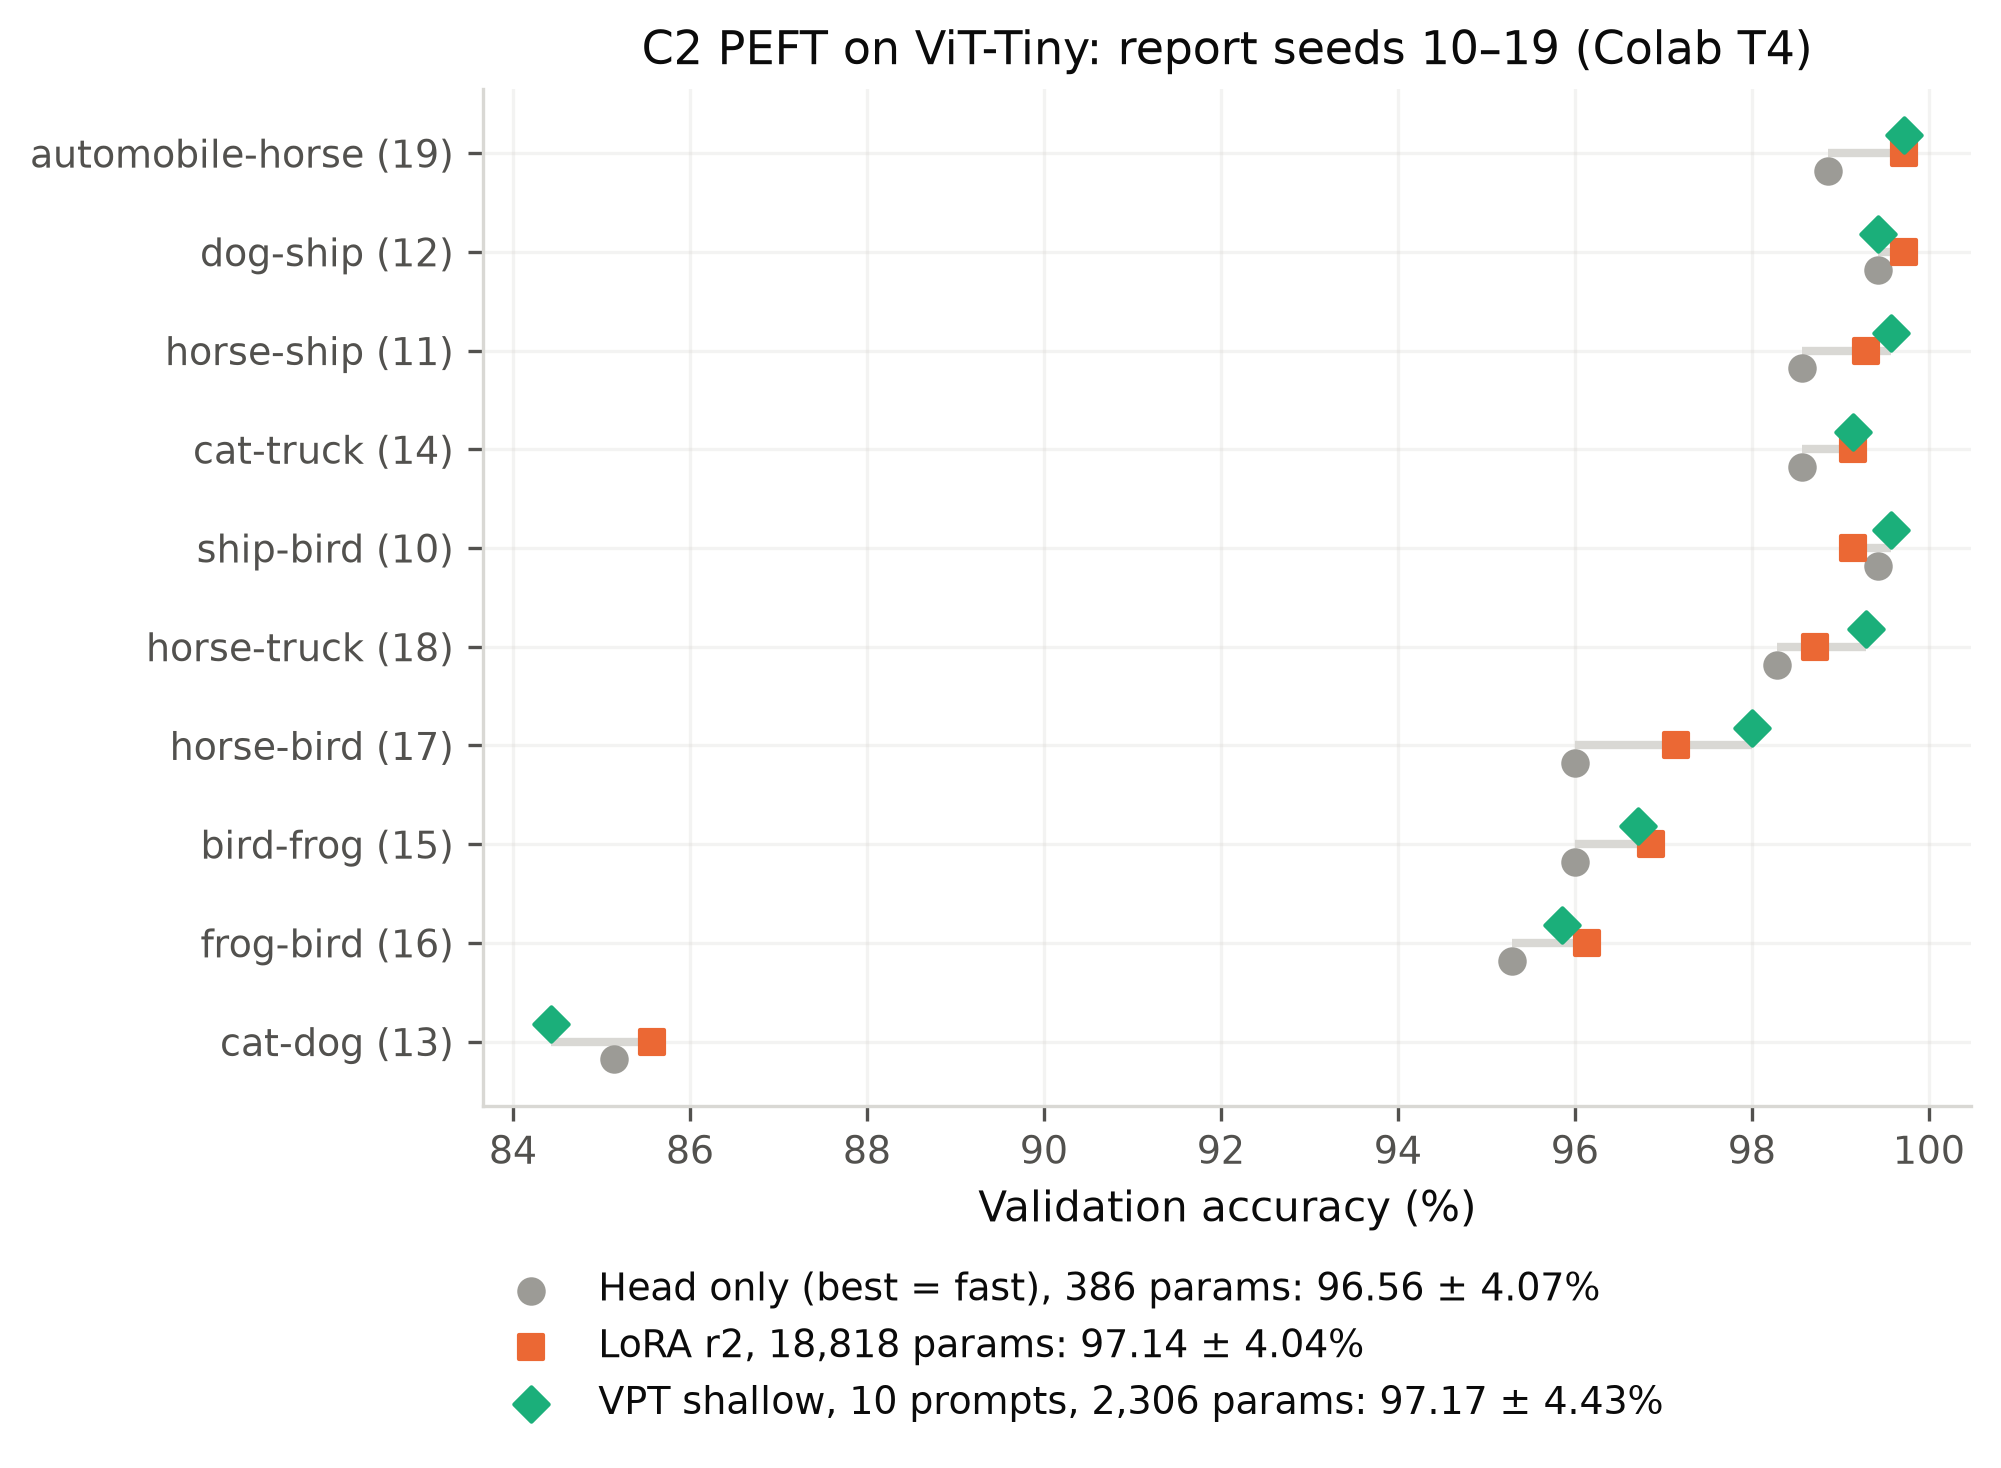 C2 PEFT on ViT-Tiny: report seeds 10–19 (Colab T4)
automobile-horse (19)
dog-ship (12)
horse-ship (11)
cat-truck (14)
ship-bird (10)
horse-truck (18)
horse-bird (17)
bird-frog (15)
frog-bird (16)
cat-dog (13)
84 86 88 90 92 94 96 98 100
Validation accuracy (%)
Head only (best = fast), 386 params: 96.56 ± 4.07%
LoRA r2, 18,818 params: 97.14 ± 4.04%
VPT shallow, 10 prompts, 2,306 params: 97.17 ± 4.43%